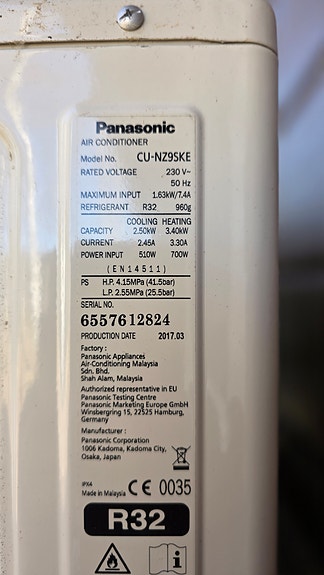 Panasonic
AIR CONDITIONER
Model No. CU-NZ9SKE
RATED VOLTAGE 230 V~
50 Hz
MAXIMUM INPUT 1.63kW/7.4A
REFRIGERANT R32 960g
COOLING HEATING
CAPACITY 2.50kW 3.40kW
CURRENT 2.45A 3.30A
POWER INPUT 510W 700W
(EN14511)
PS H.P. 4.15MPa (41.5bar)
L.P. 2.55MPa (25.5bar)
SERIAL NO.
6557612824
PRODUCTION DATE 2017.03
Factory :
Panasonic Appliances
Air-Conditioning Malaysia
Sdn. Bhd.
Shah Alam, Malaysia
Authorized representative in EU
Panasonic Testing Centre
Panasonic Marketing Europe GmbH
Winsbergring 15, 22525 Hamburg,
Germany
Manufacturer :
Panasonic Corporation
1006 Kadoma, Kadoma City,
Osaka, Japan
IPX4
Made in Malaysia CE 0035
R32
i